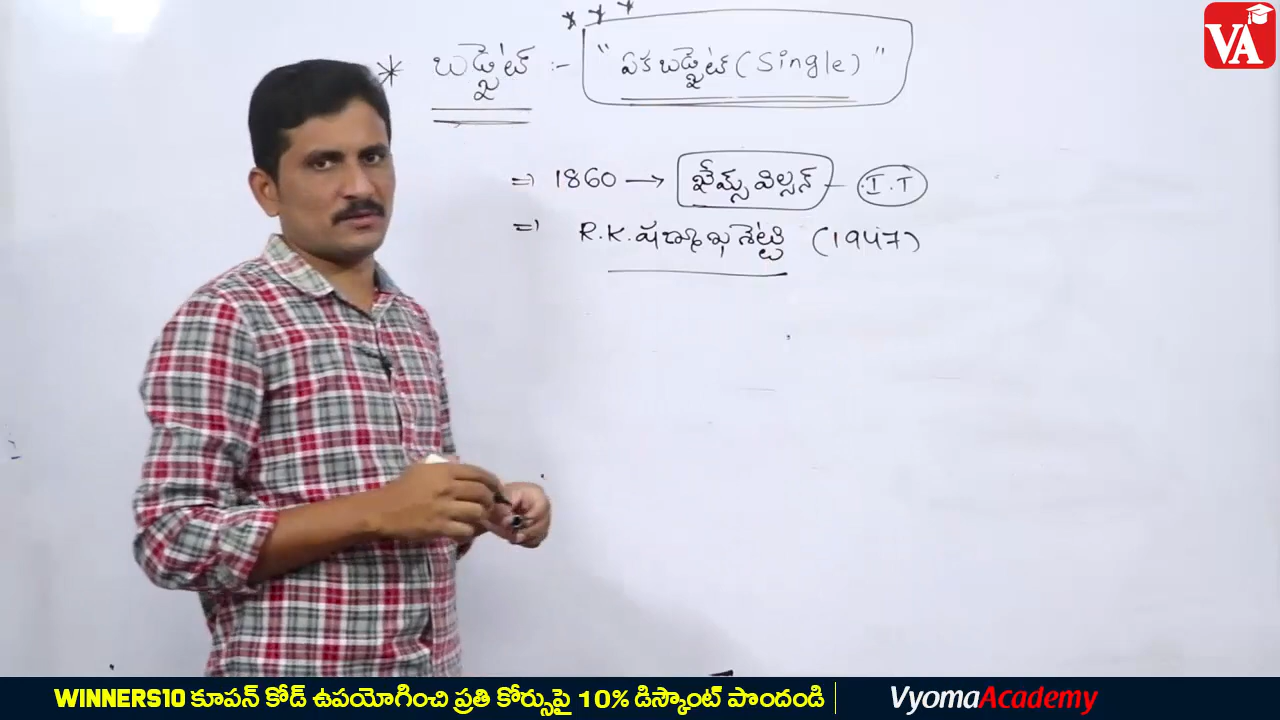 VA
* * *
* బడ్జెట్ :- "ఏక బడ్జెట్ (Single)"
⇒ 1860 → జేమ్స్ విల్సన్ - I.T
⇒ R.K. షణ్ముఖ శెట్టి (1947)
WINNERS10 కూపన్ కోడ్ ఉపయోగించి ప్రతి కోర్సుపై 10% డిస్కౌంట్ పొందండి | VyomaAcademy